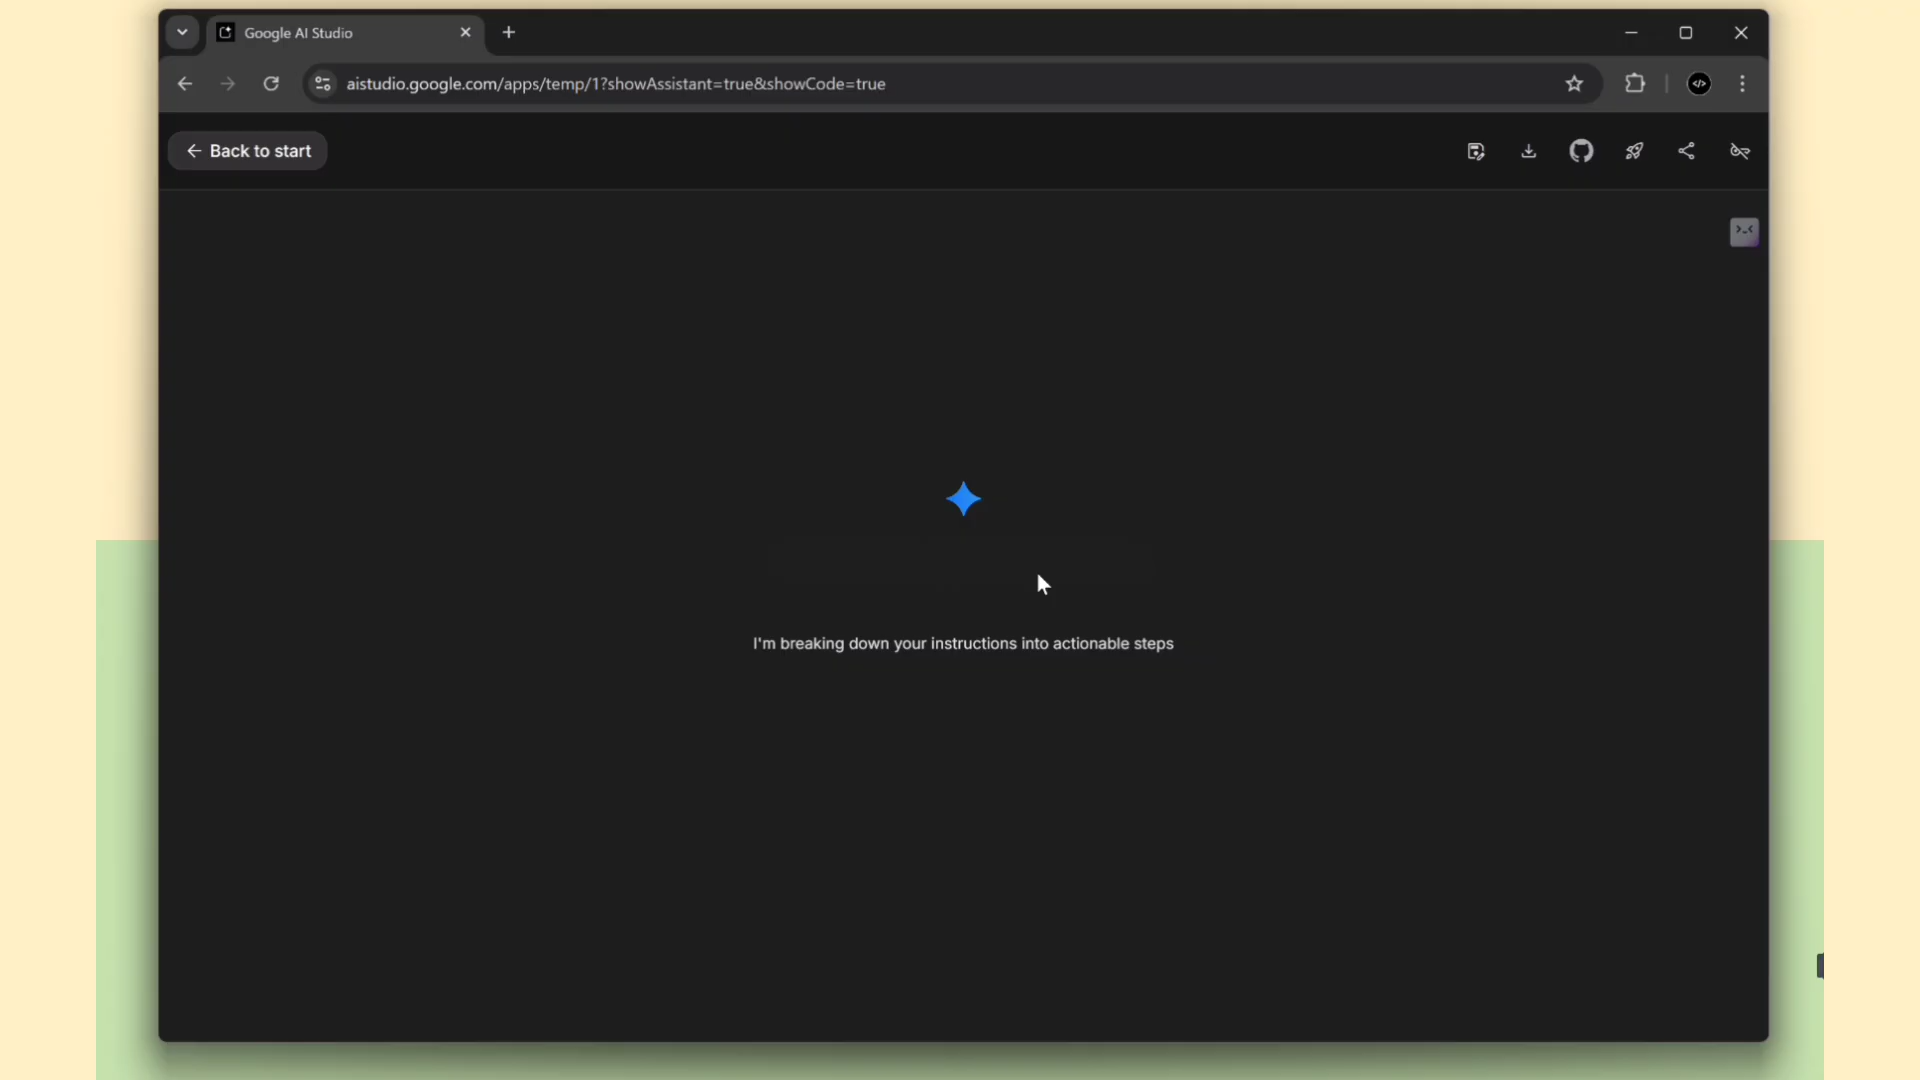 Google AI Studio
aistudio.google.com/apps/temp/1?showAssistant=true&showCode=true
Back to start
I'm breaking down your instructions into actionable steps